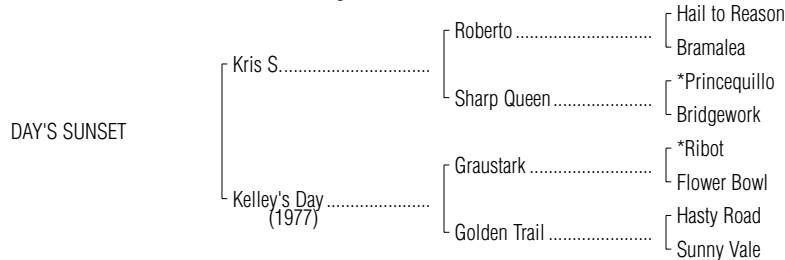 Hail to Reason
Roberto ..............................
Bramalea
Kris S.................................
*Princequillo
Sharp Queen .....................
Bridgework
DAY'S SUNSET
*Ribot
Graustark ..........................
Flower Bowl
Kelley's Day ......................
(1977)
Hasty Road
Golden Trail ......................
Sunny Vale